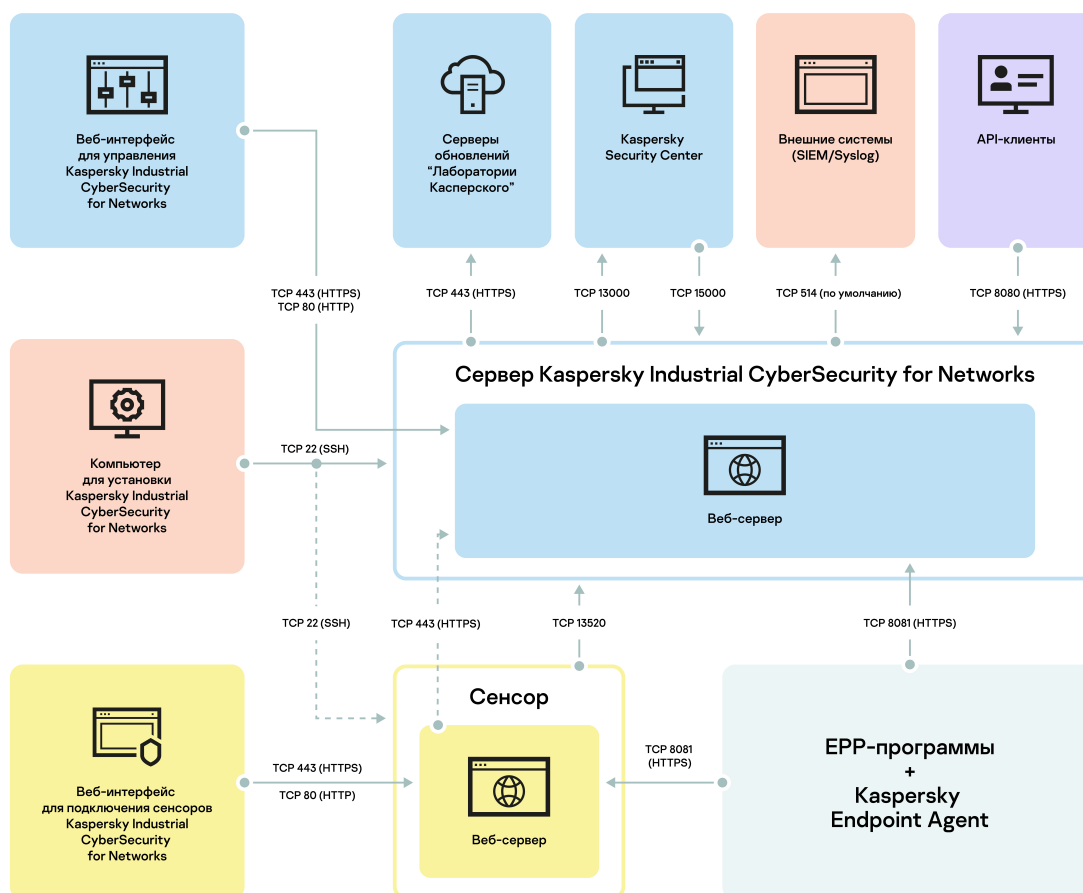 Веб-интерфейс
для управления
Kaspersky Industrial
CyberSecurity
for Networks
Серверы
обновлений
“Лаборатории
Касперского”
Kaspersky
Security Center
Внешние системы
(SIEM/Syslog)
API-клиенты
TCP 443 (HTTPS)
TCP 80 (HTTP)
TCP 443 (HTTPS)
TCP 13000
TCP 15000
TCP 514 (по умолчанию)
TCP 8080 (HTTPS)
Сервер Kaspersky Industrial CyberSecurity for Networks
Веб-сервер
Компьютер
для установки
Kaspersky Industrial
CyberSecurity
for Networks
TCP 22 (SSH)
TCP 22 (SSH)
TCP 443 (HTTPS)
TCP 13520
TCP 8081 (HTTPS)
Веб-интерфейс
для подключения сенсоров
Kaspersky Industrial
CyberSecurity
for Networks
TCP 443 (HTTPS)
TCP 80 (HTTP)
Сенсор
Веб-сервер
TCP 8081
(HTTPS)
EPP-программы
+
Kaspersky
Endpoint Agent